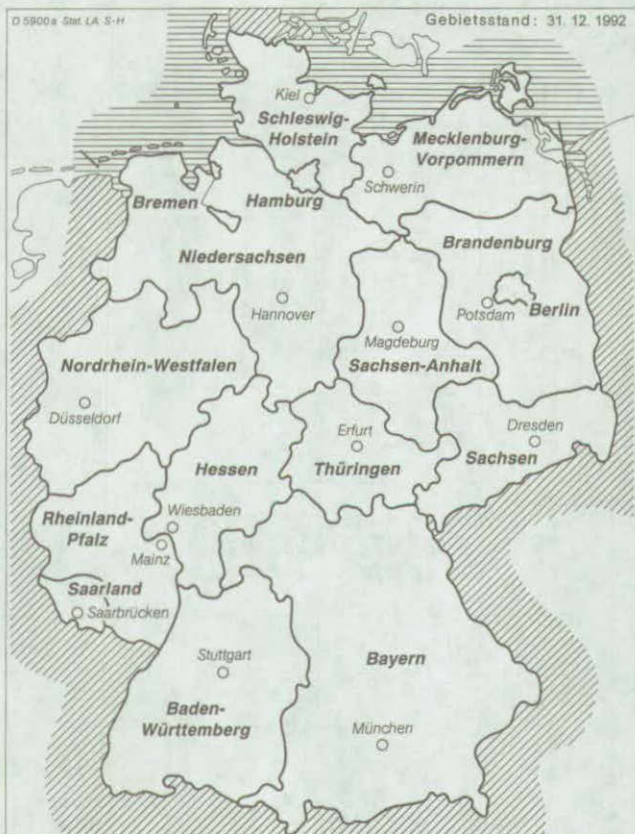 D 5900a Stat. LA S-H
Gebietsstand: 31. 12. 1992
Kiel
Schleswig-
Holstein
Mecklenburg-
Vorpommern
Schwerin
Bremen
Hamburg
Brandenburg
Niedersachsen
Hannover
Potsdam
Berlin
Magdeburg
Nordrhein-Westfalen
Sachsen-Anhalt
Düsseldorf
Erfurt
Dresden
Hessen
Thüringen
Sachsen
Rheinland-
Pfalz
Wiesbaden
Mainz
Saarland
Saarbrücken
Stuttgart
Bayern
Baden-
Württemberg
München